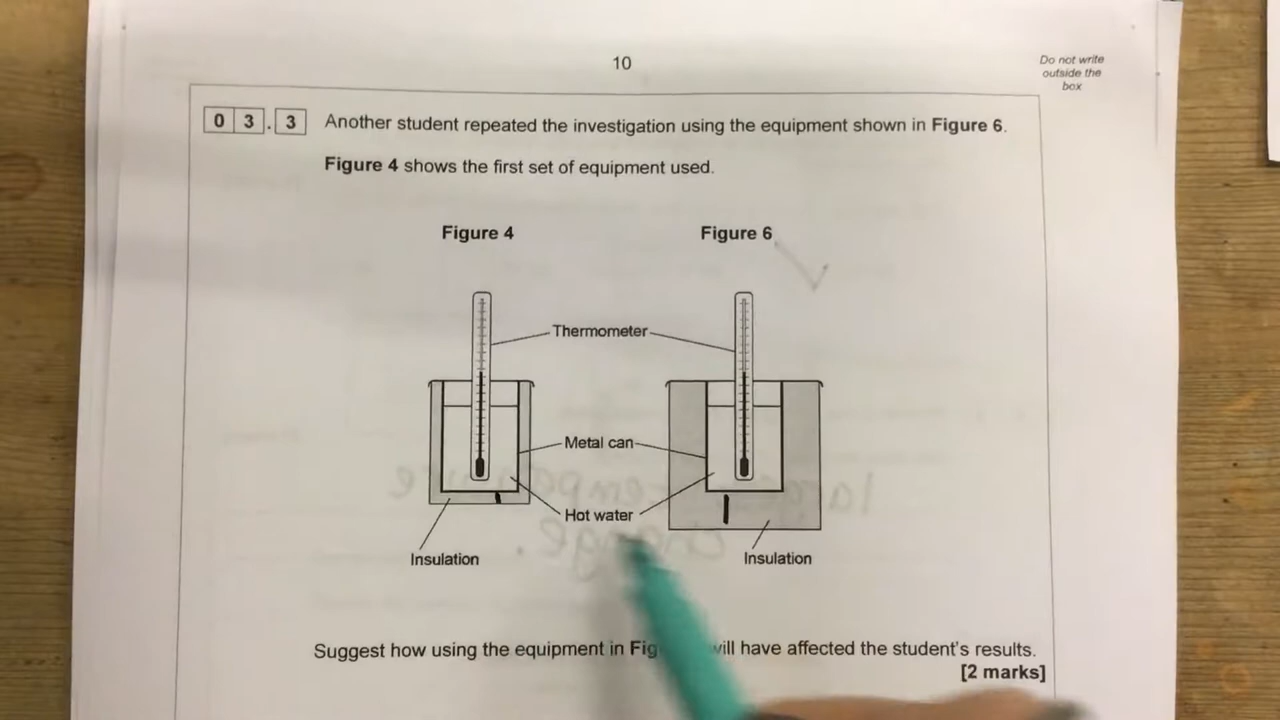 10
Do not write
outside the
box
0 3 . 3 Another student repeated the investigation using the equipment shown in Figure 6.
Figure 4 shows the first set of equipment used.
Figure 4 Figure 6
Thermometer
Metal can
Hot water
Insulation Insulation
Suggest how using the equipment in will have affected the student's results.
[2 marks]